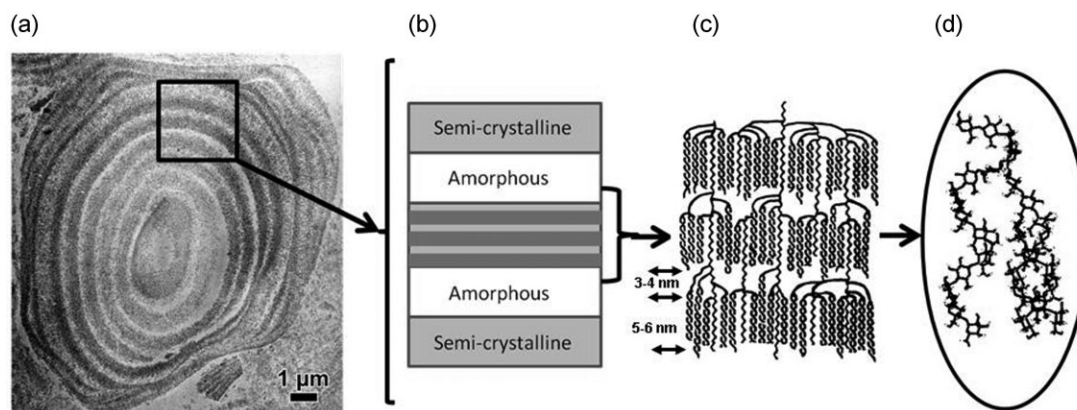 (a)
(b)
(c)
(d)
Semi-crystalline
Amorphous
Amorphous
Semi-crystalline
3-4 nm
5-6 nm
1 μm